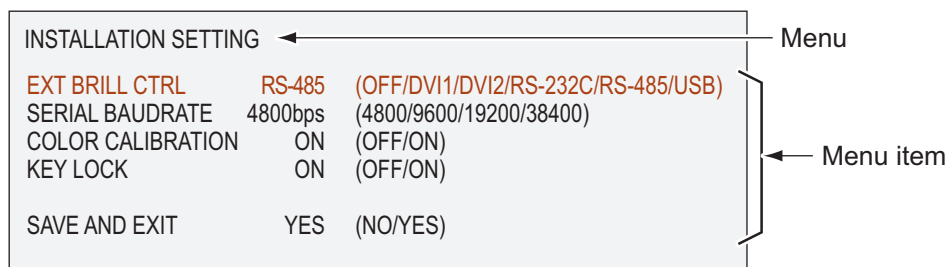 INSTALLATION SETTING
Menu
EXT BRILL CTRL RS-485 (OFF/DVI1/DVI2/RS-232C/RS-485/USB)
SERIAL BAUDRATE 4800bps (4800/9600/19200/38400)
COLOR CALIBRATION ON (OFF/ON)
KEY LOCK ON (OFF/ON)
Menu item
SAVE AND EXIT YES (NO/YES)